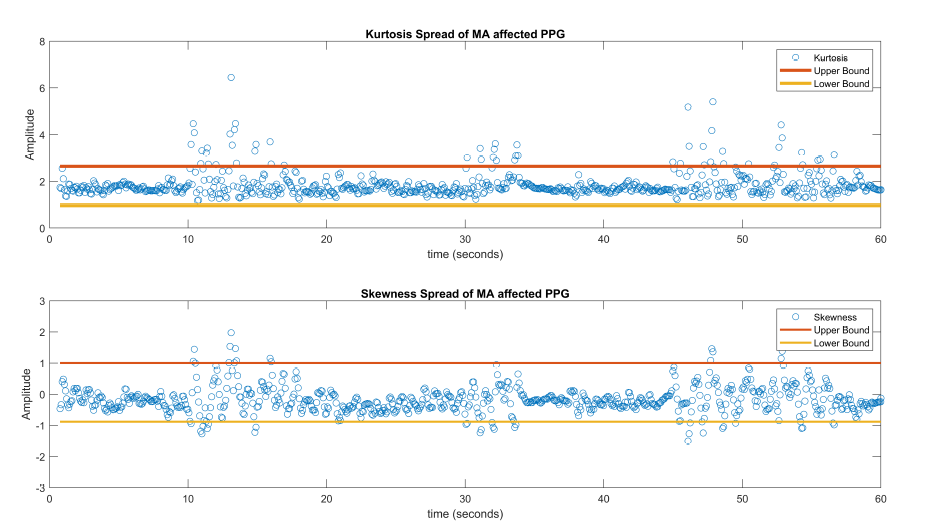 Kurtosis Spread of MA affected PPG
8
6
4
2
0
Amplitude
Kurtosis
Upper Bound
Lower Bound
0 10 20 30 40 50 60
time (seconds)
Skewness Spread of MA affected PPG
3
2
1
0
-1
-2
-3
Amplitude
Skewness
Upper Bound
Lower Bound
0 10 20 30 40 50 60
time (seconds)